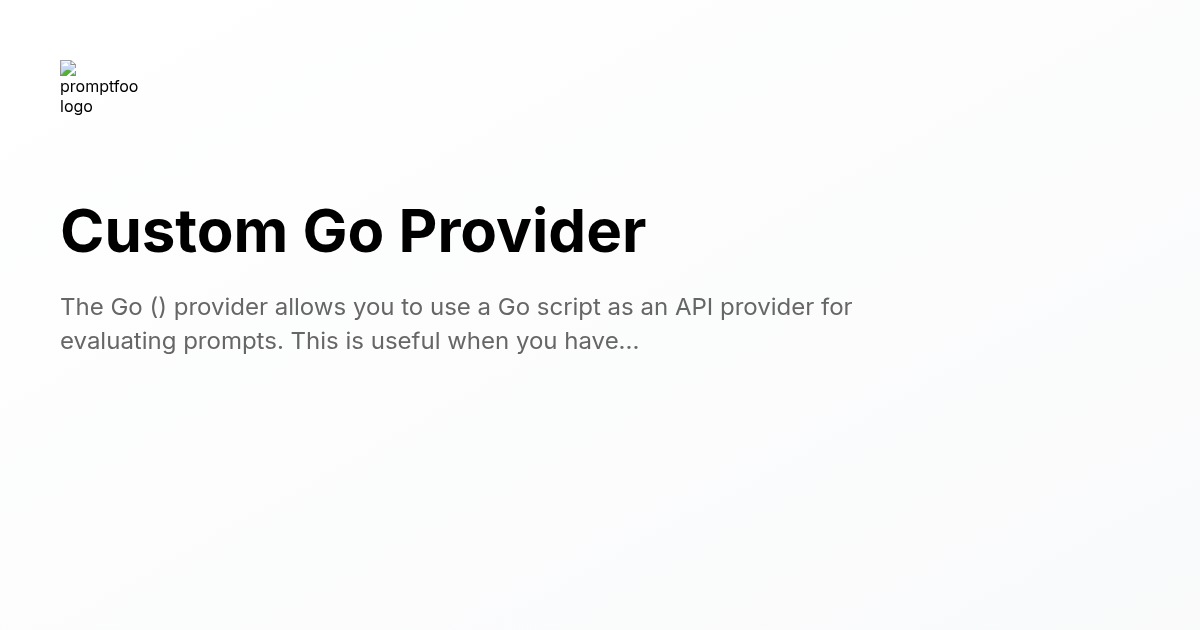 promptfoo
logo
Custom Go Provider
The Go () provider allows you to use a Go script as an API provider for
evaluating prompts. This is useful when you have...